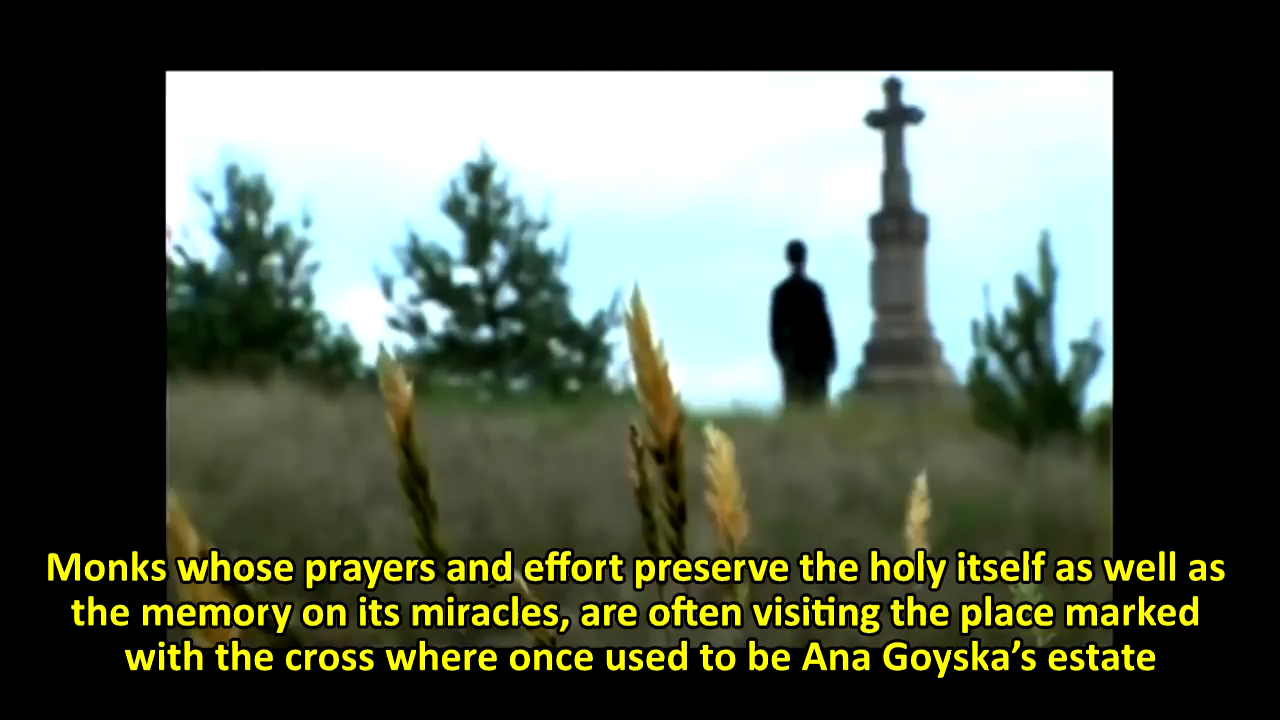 Monks whose prayers and effort preserve the holy itself as well as
the memory on its miracles, are often visiting the place marked
with the cross where once used to be Ana Goyska’s estate